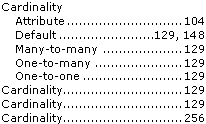 Cardinality
Attribute ............................ 104
Default ........................129, 148
Many-to-many .................... 129
One-to-many ...................... 129
One-to-one ........................ 129
Cardinality............................. 129
Cardinality............................. 129
Cardinality............................. 256